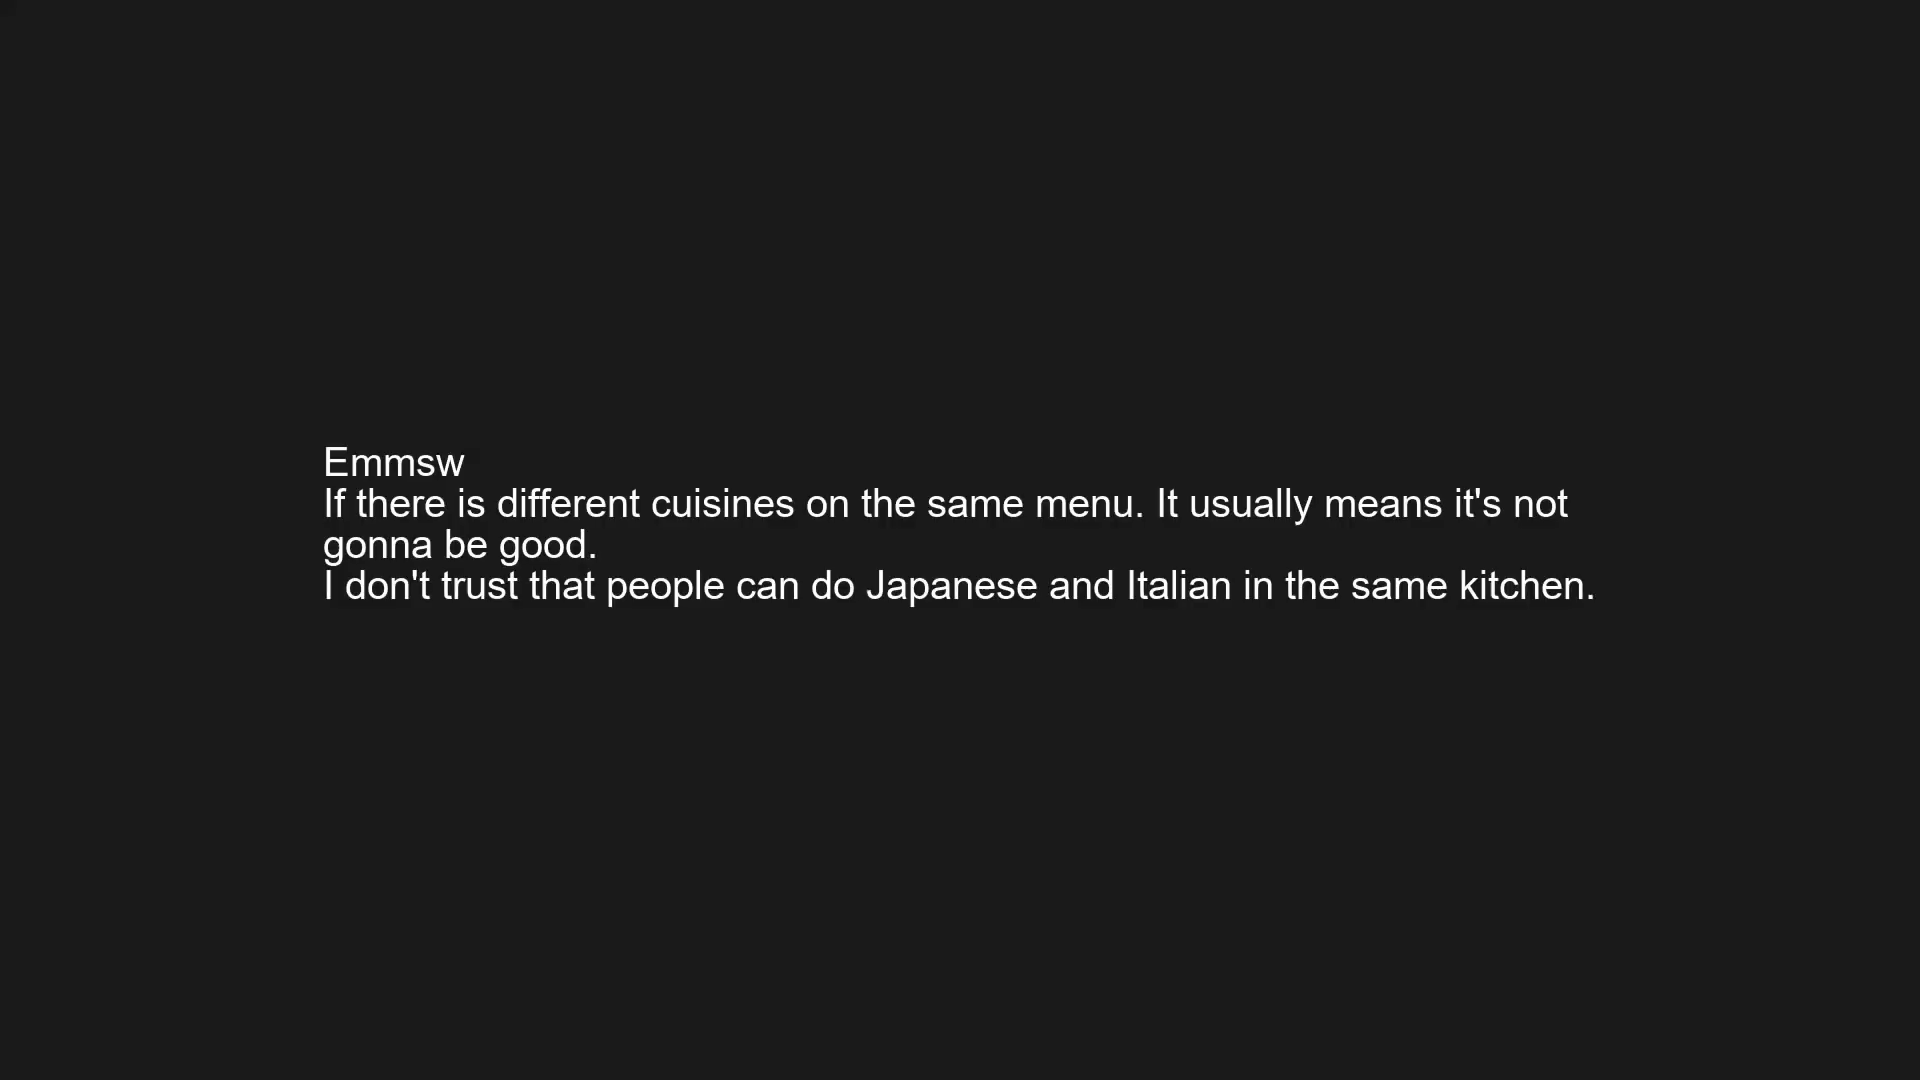 Emmsw
If there is different cuisines on the same menu. It usually means it's not
gonna be good.
I don't trust that people can do Japanese and Italian in the same kitchen.